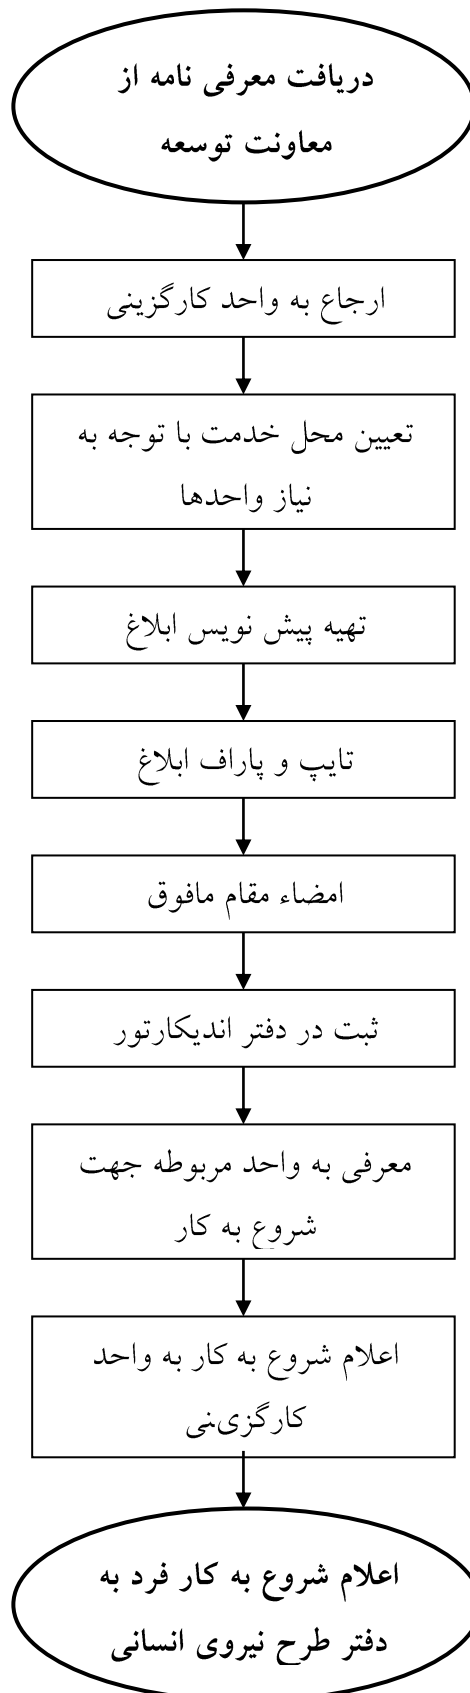 دریافت معرفی نامه از
معاونت توسعه
ارجاع به واحد کارگزینی
تعیین محل خدمت با توجه به
نیاز واحدها
تهیه پیش نویس ابلاغ
تایپ و پاراف ابلاغ
امضاء مقام مافوق
ثبت در دفتر اندیکارتور
معرفی به واحد مربوطه جهت
شروع به کار
اعلام شروع به کار به واحد
کارگزینی
اعلام شروع به کار فرد به
دفتر طرح نیروی انسانی